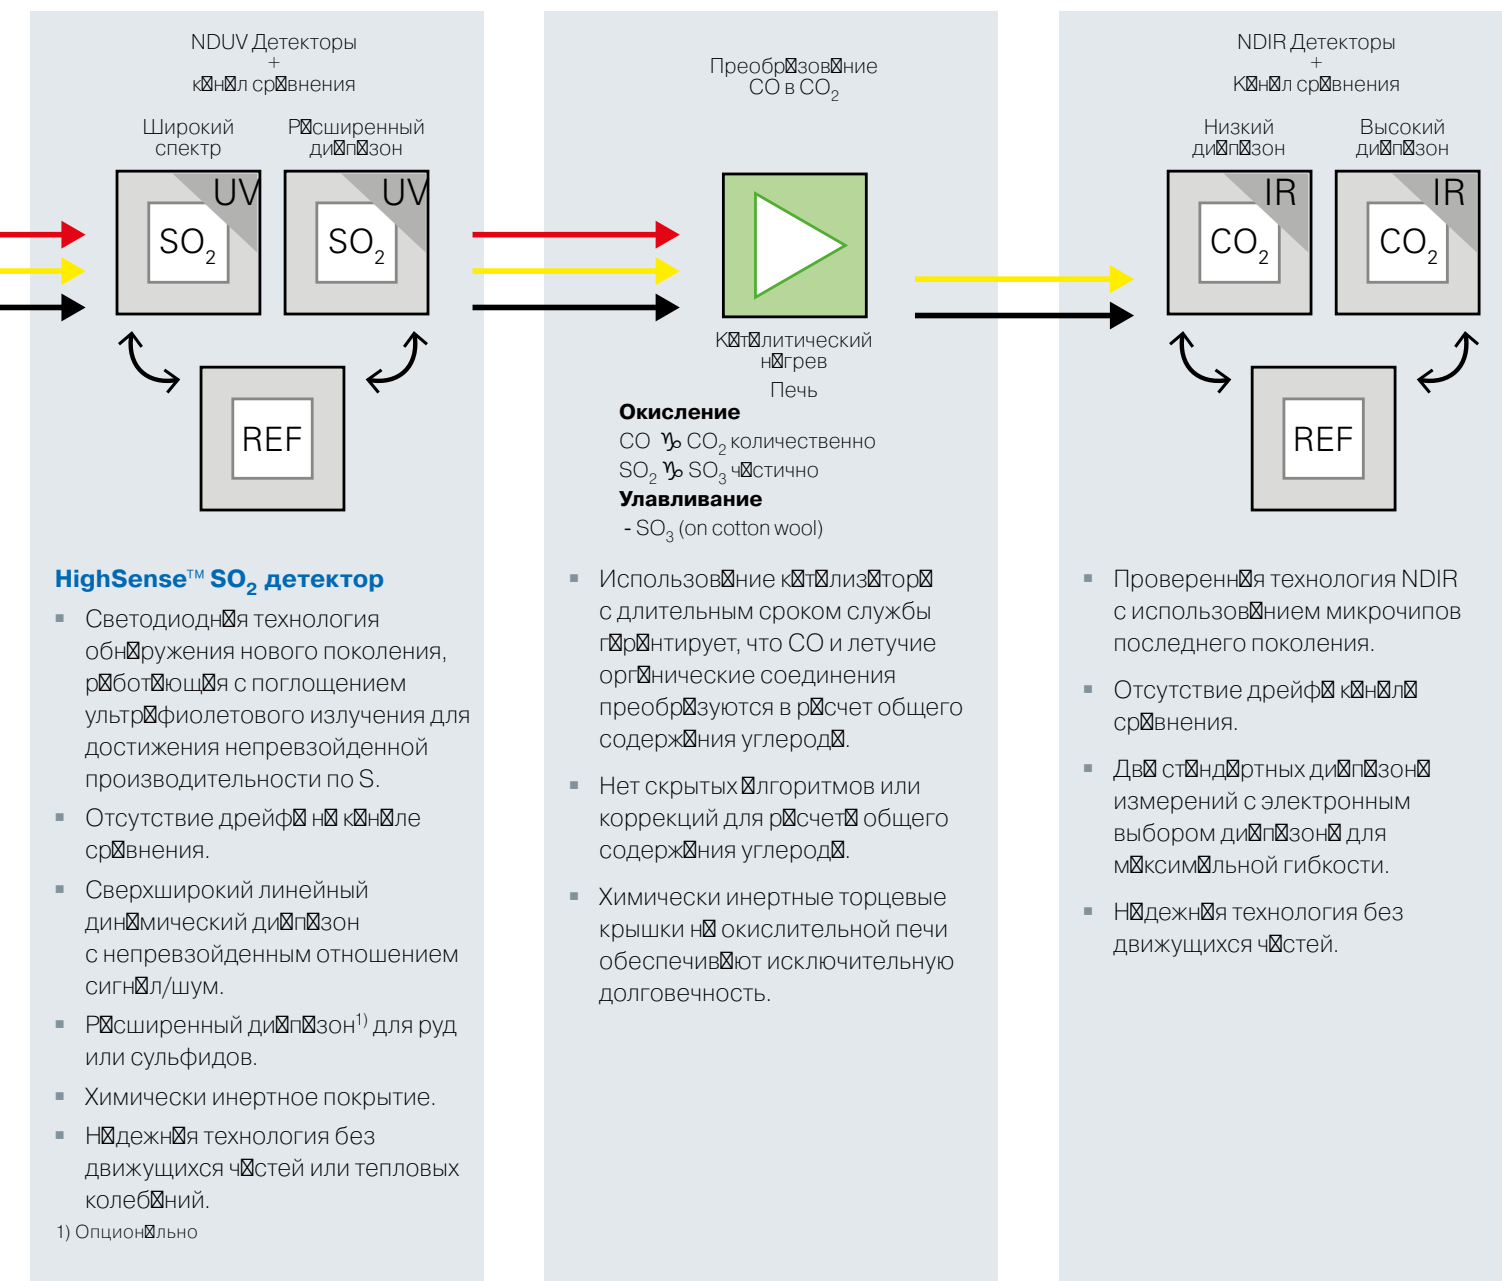 NDUV Детекторы
+
к☒н☒л ср☒внения
Широкий
спектр
Р☒сширенный
ди☒п☒зон
UV
SO2
UV
SO2
REF
HighSense™ SO2 детектор
▪ Светодиодн☒я технология
обн☒ружения нового поколения,
р☒бот☒ющ☒я с поглощением
ультр☒фиолетового излучения для
достижения непревзойденной
производительности по S.
▪ Отсутствие дрейф☒ н☒ к☒н☒ле
ср☒внения.
▪ Сверхширокий линейный
дин☒мический ди☒п☒зон
с непревзойденным отношением
сигн☒л/шум.
▪ Р☒сширенный ди☒п☒зон1) для руд
или сульфидов.
▪ Химически инертное покрытие.
▪ Н☒дежн☒я технология без
движущихся ч☒стей или тепловых
колеб☒ний.
1) Опцион☒льно
Преобр☒зов☒ние
CO в CO2
К☒т☒литический
н☒грев
Печь
Окисление
CO ♑ CO2 количественно
SO2 ♑ SO3 ч☒стично
Улавливание
- SO3 (on cotton wool)
▪ Использов☒ние к☒т☒лиз☒тор☒
с длительным сроком службы
г☒р☒нтирует, что CO и летучие
орг☒нические соединения
преобр☒зуются в р☒счет общего
содерж☒ния углерод☒.
▪ Нет скрытых ☒лгоритмов или
коррекций для р☒счет☒ общего
содерж☒ния углерод☒.
▪ Химически инертные торцевые
крышки н☒ окислительной печи
обеспечив☒ют исключительную
долговечность.
NDIR Детекторы
+
К☒н☒л ср☒внения
Низкий
ди☒п☒зон
Высокий
ди☒п☒зон
IR
CO2
IR
CO2
REF
▪ Проверенн☒я технология NDIR
с использов☒нием микрочипов
последнего поколения.
▪ Отсутствие дрейф☒ к☒н☒л☒
ср☒внения.
▪ Дв☒ ст☒нд☒ртных ди☒п☒зон☒
измерений с электронным
выбором ди☒п☒зон☒ для
м☒ксим☒льной гибкости.
▪ Н☒дежн☒я технология без
движущихся ч☒стей.